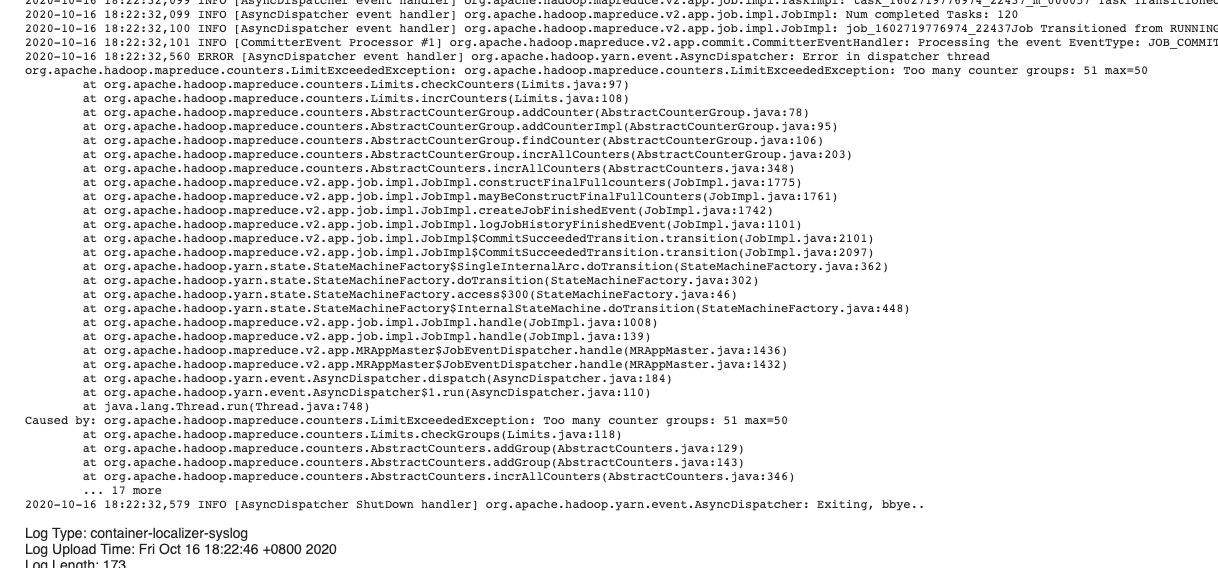 2020-10-16 18:22:32,099 INFO [AsyncDispatcher event handler] org.apache.hadoop.mapreduce.v2.app.job.impl.TaskImpl: task_1602719776974_22437_m_000057 Task Transitioned
2020-10-16 18:22:32,099 INFO [AsyncDispatcher event handler] org.apache.hadoop.mapreduce.v2.app.job.impl.JobImpl: Num completed Tasks: 120
2020-10-16 18:22:32,100 INFO [AsyncDispatcher event handler] org.apache.hadoop.mapreduce.v2.app.job.impl.JobImpl: job_1602719776974_22437Job Transitioned from RUNNING
2020-10-16 18:22:32,101 INFO [CommitterEvent Processor #1] org.apache.hadoop.mapreduce.v2.app.commit.CommitterEventHandler: Processing the event EventType: JOB_COMMIT
2020-10-16 18:22:32,560 ERROR [AsyncDispatcher event handler] org.apache.hadoop.yarn.event.AsyncDispatcher: Error in dispatcher thread
org.apache.hadoop.mapreduce.counters.LimitExceededException: org.apache.hadoop.mapreduce.counters.LimitExceededException: Too many counter groups: 51 max=50
at org.apache.hadoop.mapreduce.counters.Limits.checkCounters(Limits.java:97)
at org.apache.hadoop.mapreduce.counters.Limits.incrCounters(Limits.java:108)
at org.apache.hadoop.mapreduce.counters.AbstractCounterGroup.addCounter(AbstractCounterGroup.java:78)
at org.apache.hadoop.mapreduce.counters.AbstractCounterGroup.addCounterImpl(AbstractCounterGroup.java:95)
at org.apache.hadoop.mapreduce.counters.AbstractCounterGroup.findCounter(AbstractCounterGroup.java:106)
at org.apache.hadoop.mapreduce.counters.AbstractCounterGroup.incrAllCounters(AbstractCounterGroup.java:203)
at org.apache.hadoop.mapreduce.counters.AbstractCounters.incrAllCounters(AbstractCounters.java:348)
at org.apache.hadoop.mapreduce.v2.app.job.impl.JobImpl.constructFinalFullcounters(JobImpl.java:1775)
at org.apache.hadoop.mapreduce.v2.app.job.impl.JobImpl.mayBeConstructFinalFullCounters(JobImpl.java:1761)
at org.apache.hadoop.mapreduce.v2.app.job.impl.JobImpl.createJobFinishedEvent(JobImpl.java:1742)
at org.apache.hadoop.mapreduce.v2.app.job.impl.JobImpl.logJobHistoryFinishedEvent(JobImpl.java:1101)
at org.apache.hadoop.mapreduce.v2.app.job.impl.JobImpl$CommitSucceededTransition.transition(JobImpl.java:2101)
at org.apache.hadoop.mapreduce.v2.app.job.impl.JobImpl$CommitSucceededTransition.transition(JobImpl.java:2097)
at org.apache.hadoop.yarn.state.StateMachineFactory$SingleInternalArc.doTransition(StateMachineFactory.java:362)
at org.apache.hadoop.yarn.state.StateMachineFactory.doTransition(StateMachineFactory.java:302)
at org.apache.hadoop.yarn.state.StateMachineFactory.access$300(StateMachineFactory.java:46)
at org.apache.hadoop.yarn.state.StateMachineFactory$InternalStateMachine.doTransition(StateMachineFactory.java:448)
at org.apache.hadoop.mapreduce.v2.app.job.impl.JobImpl.handle(JobImpl.java:1008)
at org.apache.hadoop.mapreduce.v2.app.job.impl.JobImpl.handle(JobImpl.java:139)
at org.apache.hadoop.mapreduce.v2.app.MRAppMaster$JobEventDispatcher.handle(MRAppMaster.java:1436)
at org.apache.hadoop.mapreduce.v2.app.MRAppMaster$JobEventDispatcher.handle(MRAppMaster.java:1432)
at org.apache.hadoop.yarn.event.AsyncDispatcher.dispatch(AsyncDispatcher.java:184)
at org.apache.hadoop.yarn.event.AsyncDispatcher$1.run(AsyncDispatcher.java:110)
at java.lang.Thread.run(Thread.java:748)
Caused by: org.apache.hadoop.mapreduce.counters.LimitExceededException: Too many counter groups: 51 max=50
at org.apache.hadoop.mapreduce.counters.Limits.checkGroups(Limits.java:118)
at org.apache.hadoop.mapreduce.counters.AbstractCounters.addGroup(AbstractCounters.java:129)
at org.apache.hadoop.mapreduce.counters.AbstractCounters.addGroup(AbstractCounters.java:143)
at org.apache.hadoop.mapreduce.counters.AbstractCounters.incrAllCounters(AbstractCounters.java:346)
... 17 more
2020-10-16 18:22:32,579 INFO [AsyncDispatcher ShutDown handler] org.apache.hadoop.yarn.event.AsyncDispatcher: Exiting, bbye..
Log Type: container-localizer-syslog
Log Upload Time: Fri Oct 16 18:22:46 +0800 2020
Log Length: 173